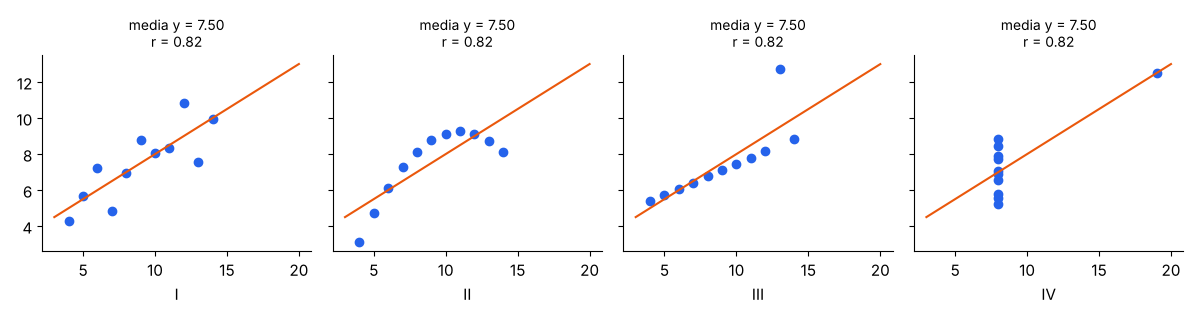 media y = 7.50
r = 0.82
media y = 7.50
r = 0.82
media y = 7.50
r = 0.82
media y = 7.50
r = 0.82
12
10
8
6
4
5 10 15 20
5 10 15 20
5 10 15 20
5 10 15 20
I
II
III
IV